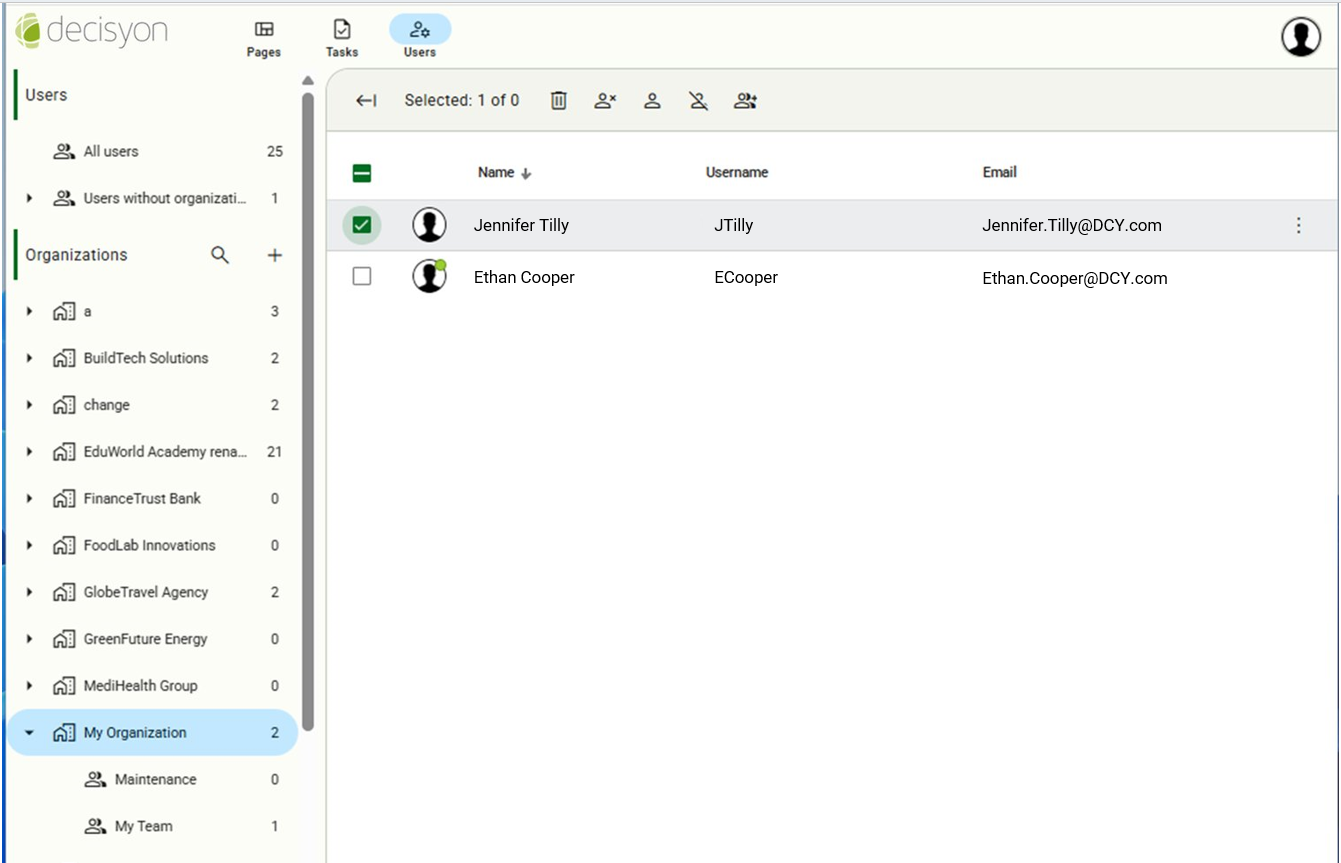 decisyon
Pages
Tasks
Users
Users
All users 25
Users without organizati... 1
Organizations
a 3
BuildTech Solutions 2
change 2
EduWorld Academy rena... 21
FinanceTrust Bank 0
FoodLab Innovations 0
GlobeTravel Agency 2
GreenFuture Energy 0
MediHealth Group 0
My Organization 2
Maintenance 0
My Team 1
Selected: 1 of 0
Name Username Email
Jennifer Tilly JTilly Jennifer.Tilly@DCY.com
Ethan Cooper ECooper Ethan.Cooper@DCY.com